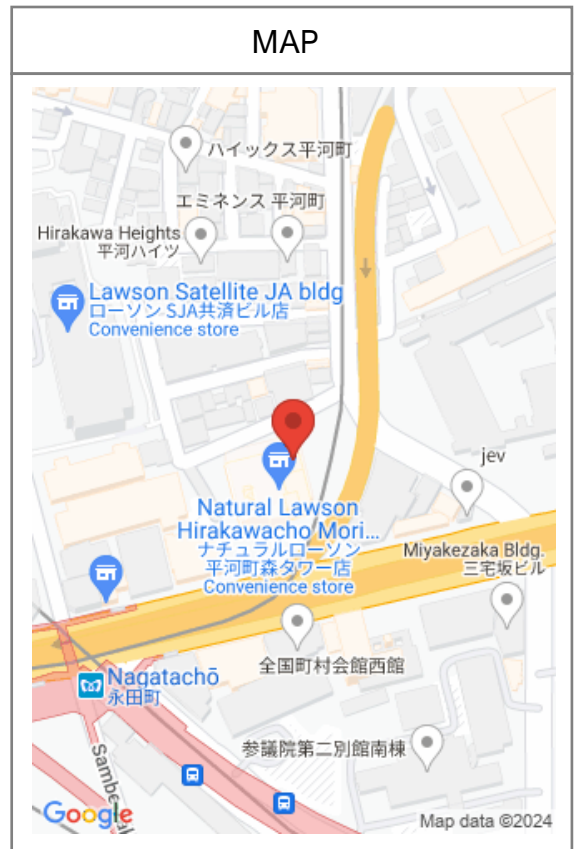 MAP
ハイックス平河町
エミネンス 平河町
Hirakawa Heights
平河ハイツ
Lawson Satellite JA bldg
ローソン SJA共済ビル店
Convenience store
jev
Natural Lawson
Hirakawacho Mori...
ナチュラルローソン
平河町森タワー店
Convenience store
Miyakezaka Bldg.
三宅坂ビル
全国町村会館西館
Nagatachō
永田町
参議院第二別館南棟
Google
Map data ©2024